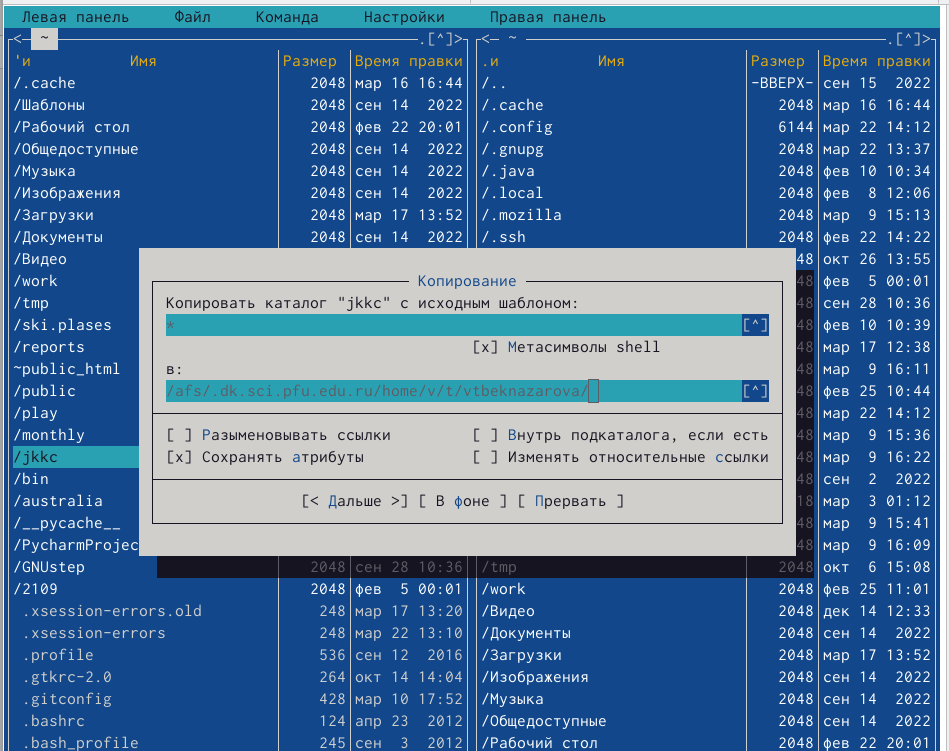 Левая панель Файл Команда Настройки Правая панель
<─ ~ .[^]> <─ ~ .[^]>
'и Имя Размер Время правки .и Имя Размер Время правки
/.cache 2048 мар 16 16:44 /.. -ВВЕРХ- сен 15 2022
/Шаблоны 2048 сен 14 2022 /.cache 2048 мар 16 16:44
/Рабочий стол 2048 фев 22 20:01 /.config 6144 мар 22 14:12
/Общедоступные 2048 сен 14 2022 /.gnupg 2048 мар 22 13:37
/Музыка 2048 сен 14 2022 /.java 2048 фев 10 10:34
/Изображения 2048 сен 14 2022 /.local 2048 фев 8 12:06
/Загрузки 2048 мар 17 13:52 /.mozilla 2048 мар 9 15:13
/Документы 2048 сен 14 2022 /.ssh 2048 фев 22 14:22
/Видео 48 окт 26 13:55
/work Копирование 48 фев 5 00:01
/tmp Копировать каталог "jkkc" с исходным шаблоном: 48 сен 28 10:36
/ski.plases * [^] 48 фев 10 10:39
/reports [x] Метасимволы shell 48 мар 17 12:38
~public_html в: 48 мар 9 16:11
/public /afs/.dk.sci.pfu.edu.ru/home/v/t/vtbeknazarova/ [^] 48 фев 25 10:44
/play 48 мар 22 14:12
/monthly [ ] Разыменовывать ссылки [ ] Внутрь подкаталога, если есть 48 мар 9 15:36
/jkkc [x] Сохранять атрибуты [ ] Изменять относительные ссылки 48 мар 9 16:22
/bin 48 сен 2 2022
/australia [< Дальше >] [ В фоне ] [ Прервать ] 18 мар 3 01:12
/__pycache__ 48 мар 9 15:41
/PycharmProjec 48 мар 9 16:09
/GNUstep 2048 сен 28 10:36 /tmp 2048 окт 6 15:08
/2109 2048 фев 5 00:01 /work 2048 фев 25 11:01
.xsession-errors.old 248 мар 17 13:20 /Видео 2048 дек 14 12:33
.xsession-errors 248 мар 22 13:10 /Документы 2048 сен 14 2022
.profile 536 сен 12 2016 /Загрузки 2048 мар 17 13:52
.gtkrc-2.0 264 окт 14 14:04 /Изображения 2048 сен 14 2022
.gitconfig 428 мар 10 17:52 /Музыка 2048 сен 14 2022
.bashrc 124 апр 23 2012 /Общедоступные 2048 сен 14 2022
.bash_profile 245 сен 3 2012 /Рабочий стол 2048 фев 22 20:01